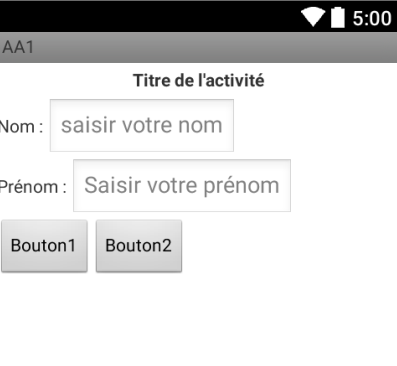 5:00
AA1
Titre de l'activité
Nom : saisir votre nom
Prénom : Saisir votre prénom
Bouton1 Bouton2